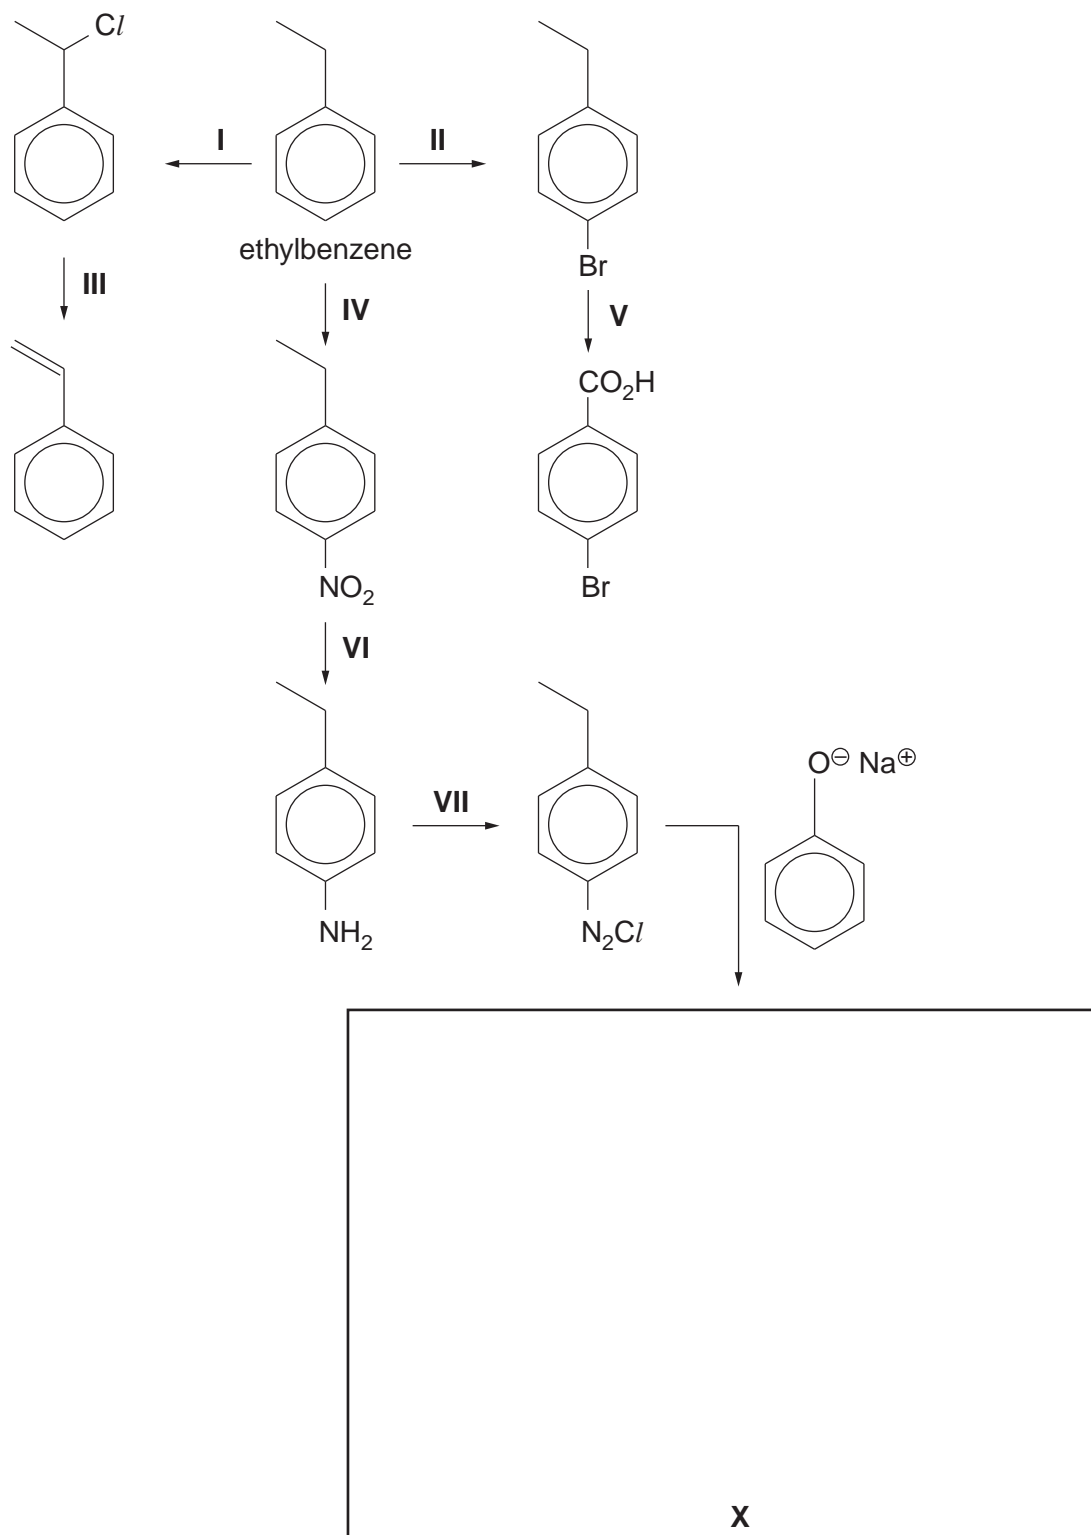 Cl
I
II
ethylbenzene
Br
III
IV
V
CO₂H
NO₂
Br
VI
O⊖ Na⊕
VII
NH₂
N₂Cl
X